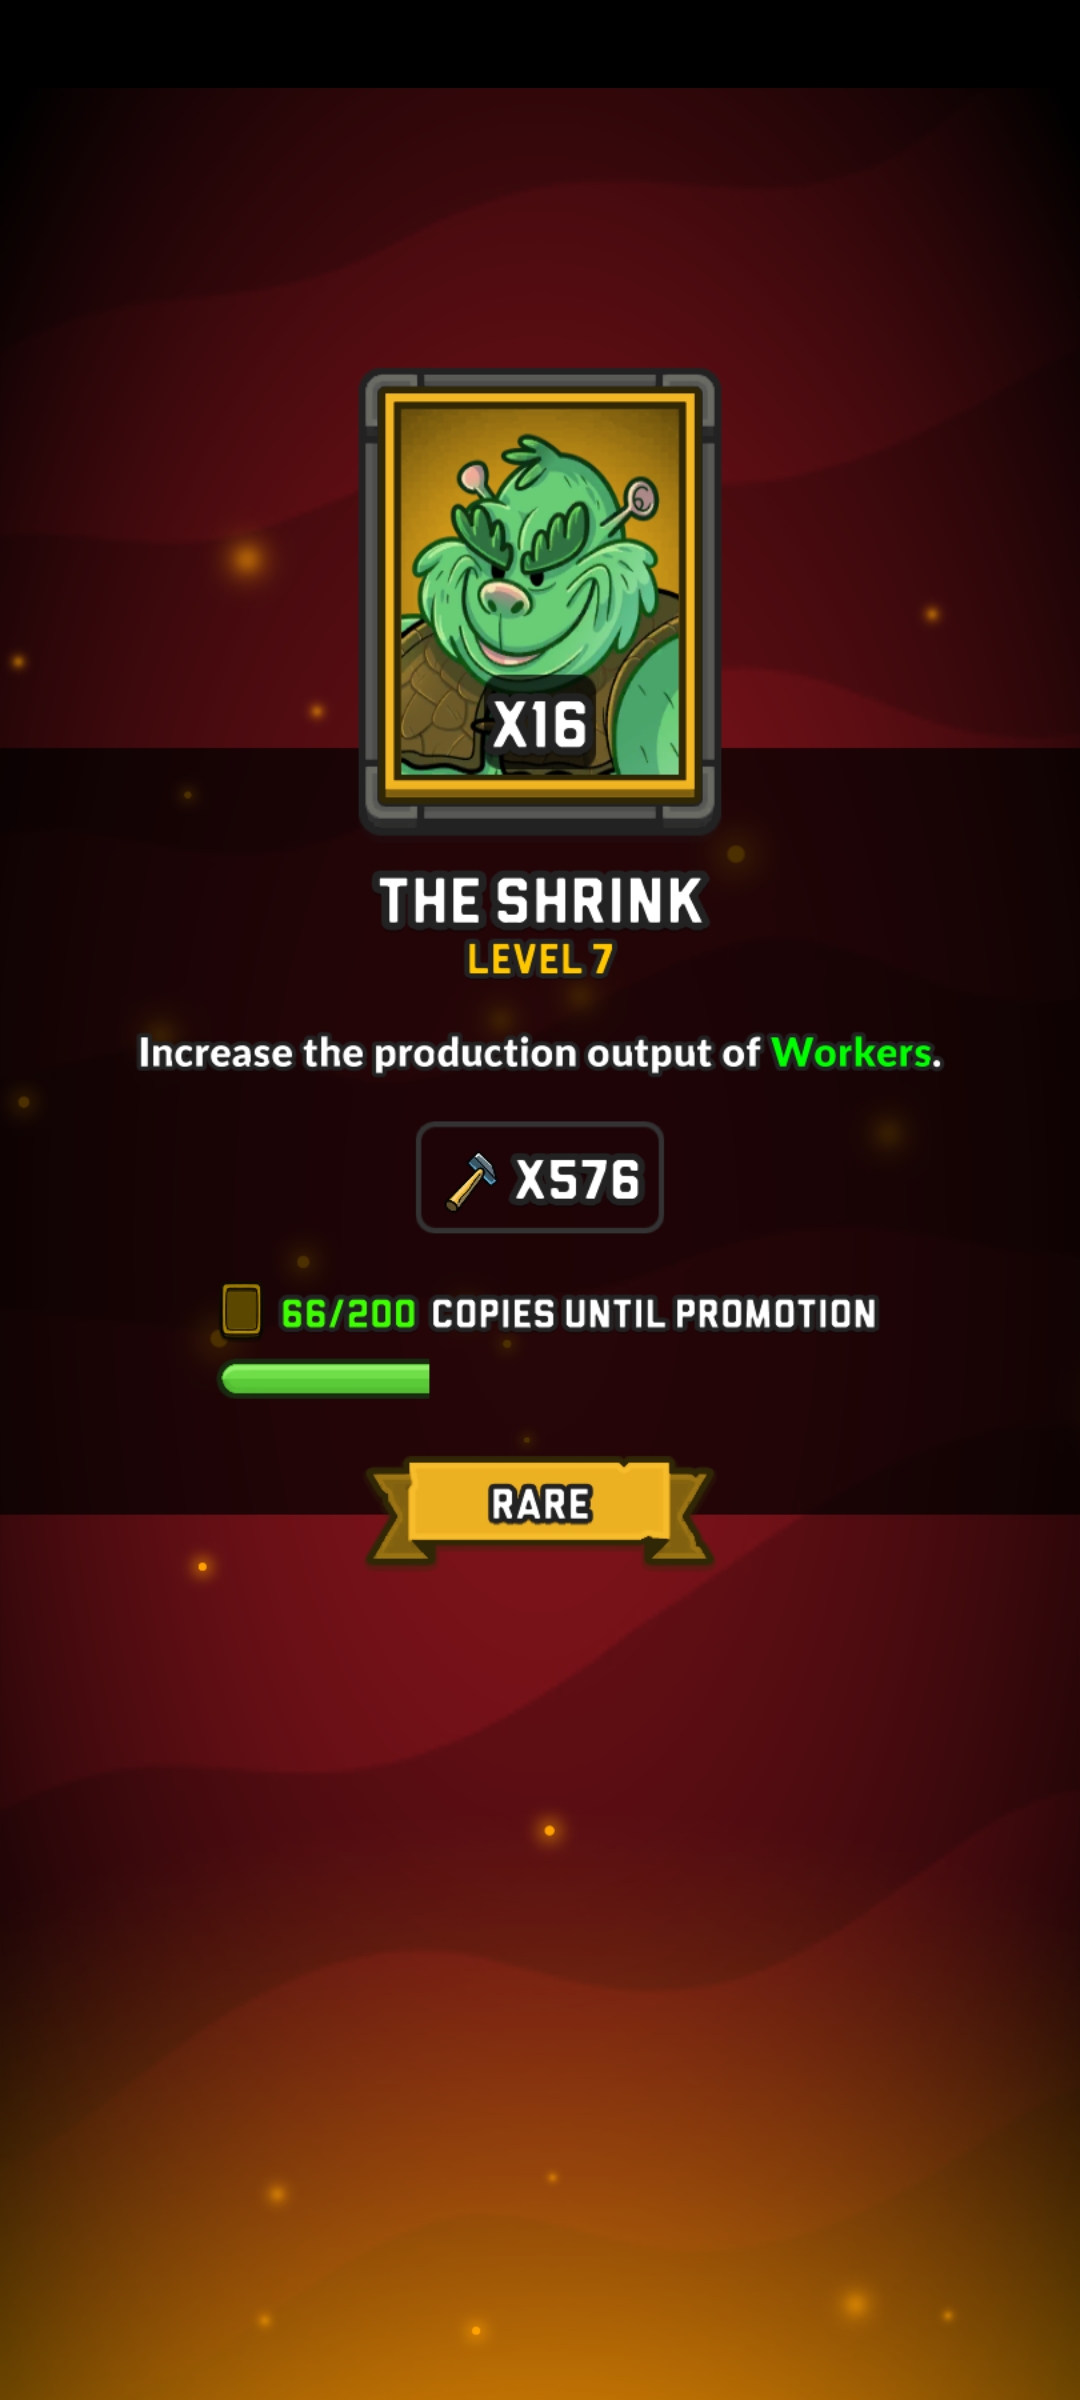 X16
THE SHRINK
LEVEL 7
Increase the production output of Workers.
X576
66/200 COPIES UNTIL PROMOTION
RARE